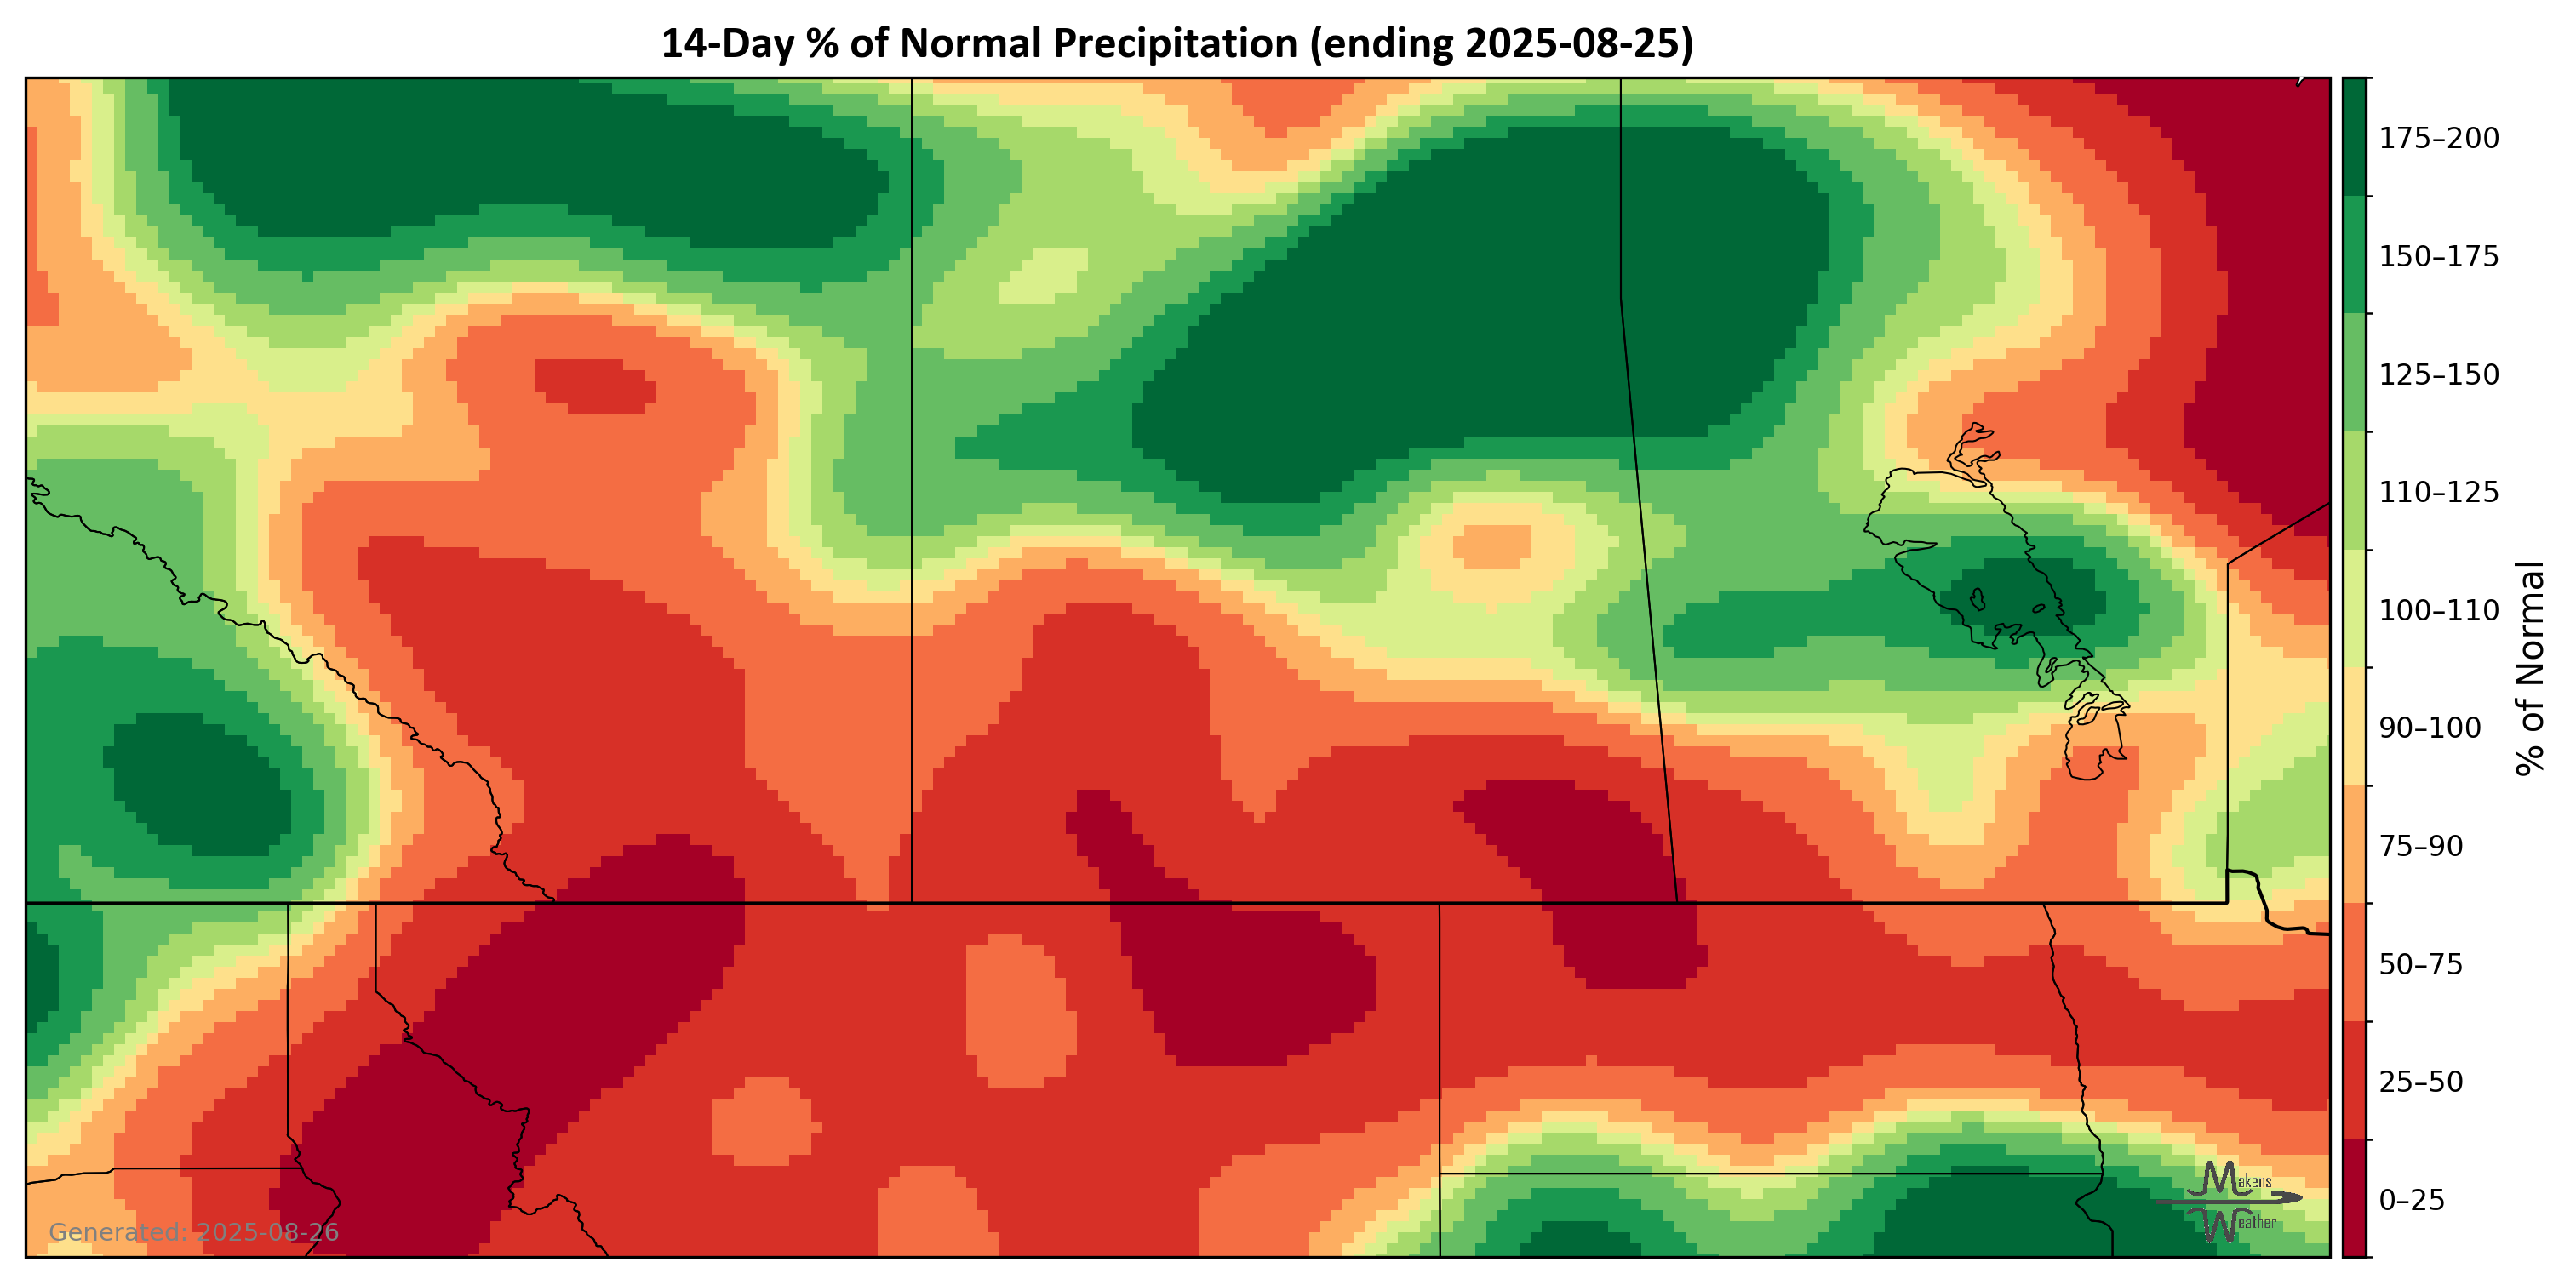 14-Day % of Normal Precipitation (ending 2025-08-25)
175–200
150–175
125–150
110–125
100–110
90–100
75–90
50–75
25–50
0–25
% of Normal
Makens
Weather
Generated: 2025-08-26